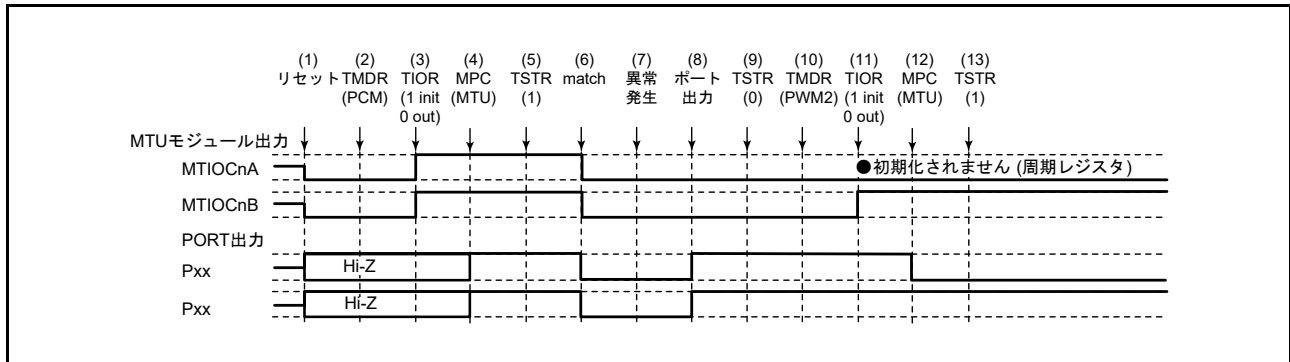 (1) (2) (3) (4) (5) (6) (7) (8) (9) (10) (11) (12) (13)
リセット TMDR TIOR MPC TSTR match 異常 ポート TSTR TMDR TIOR MPC TSTR
(PCM) (1 init (MTU) (1) 発生 出力 (0) (PWM2) (1 init (MTU) (1)
0 out) 0 out)
MTUモジュール出力
MTIOCnA ●初期化されません (周期レジスタ)
MTIOCnB
PORT出力
Pxx Hi-Z
Pxx Hi-Z